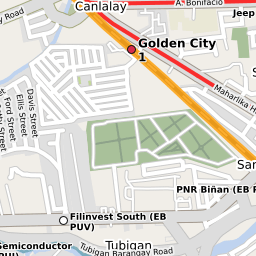 Canlalay
A. Bonifacio
Jeep
Golden City
1
Maharlika H
Davis Street
Ellis Street
Ford Street
Street
San
PNR Biñan (EB
Filinvest South (EB
PUV)
Semiconductor
Tubigan
Tubigan Barangay Road
Road